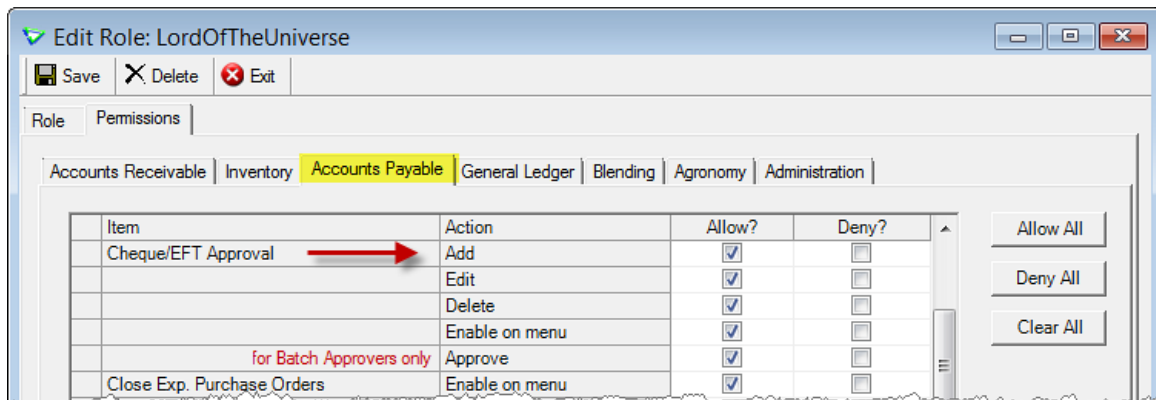 Edit Role: LordOfTheUniverse
Save Delete Exit
Role Permissions
Accounts Receivable Inventory Accounts Payable General Ledger Blending Agronomy Administration
Item Action Allow? Deny? Allow All
Cheque/EFT Approval Add
Edit Deny All
Delete
Enable on menu Clear All
for Batch Approvers only Approve
Close Exp. Purchase Orders Enable on menu